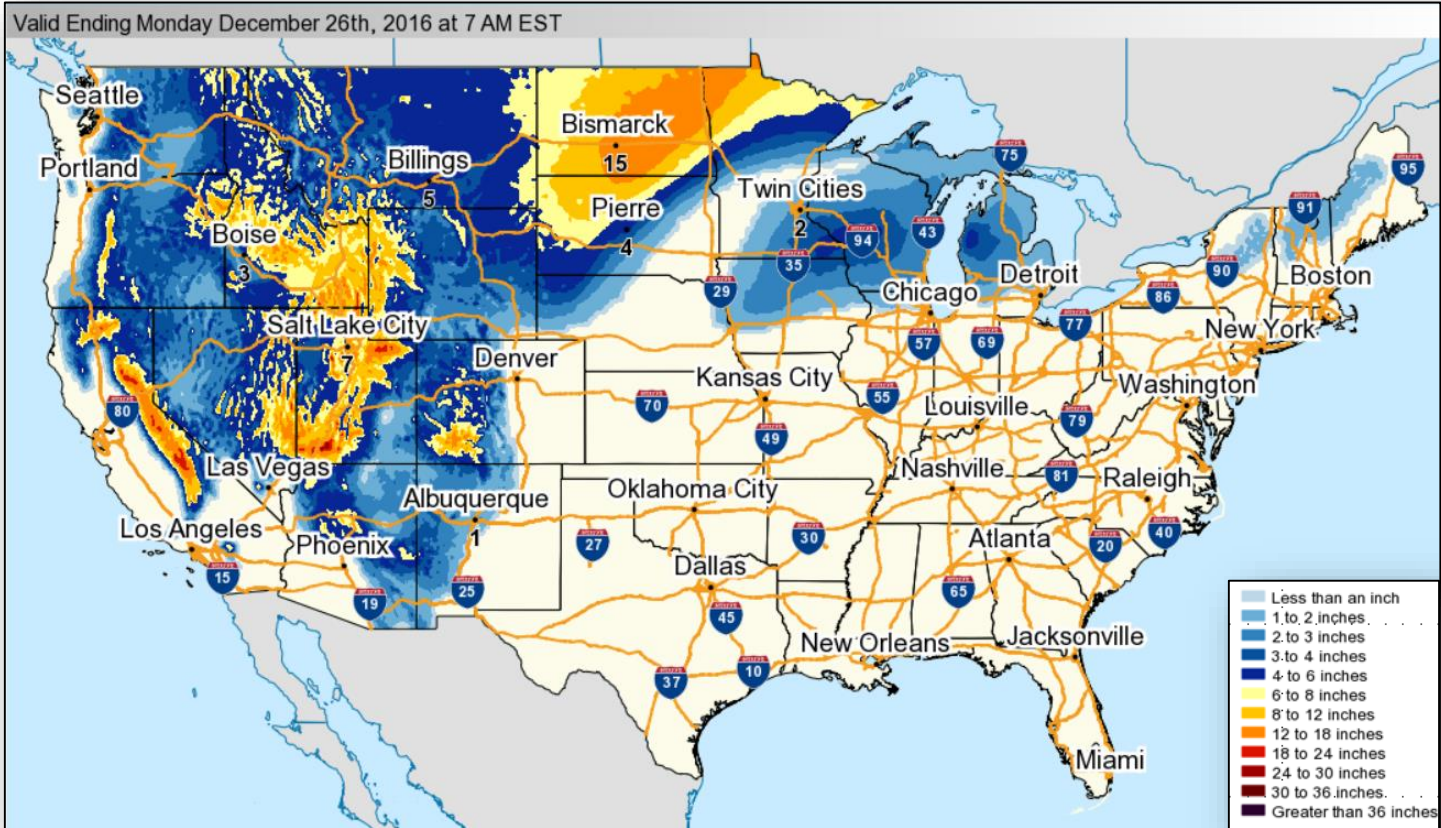 Valid Ending Monday December 26th, 2016 at 7 AM EST
Seattle
Portland
Billings
5
Bismarck
15
Pierre
4
Twin Cities
2
75
95
91
94
43
35
29
90
86
Boise
3
Salt Lake City
7
Denver
Chicago
Detroit
Boston
New York
77
57
69
80
70
Kansas City
49
55
Louisville
79
Washington
Las Vegas
Albuquerque
1
Oklahoma City
Nashville
81
Raleigh
Los Angeles
Phoenix
27
30
Atlanta
20
40
15
19
25
Dallas
45
65
37
10
New Orleans
Jacksonville
Miami
Less than an inch
1 to 2 inches
2 to 3 inches
3 to 4 inches
4 to 6 inches
6 to 8 inches
8 to 12 inches
12 to 18 inches
18 to 24 inches
24 to 30 inches
30 to 36 inches
Greater than 36 inches